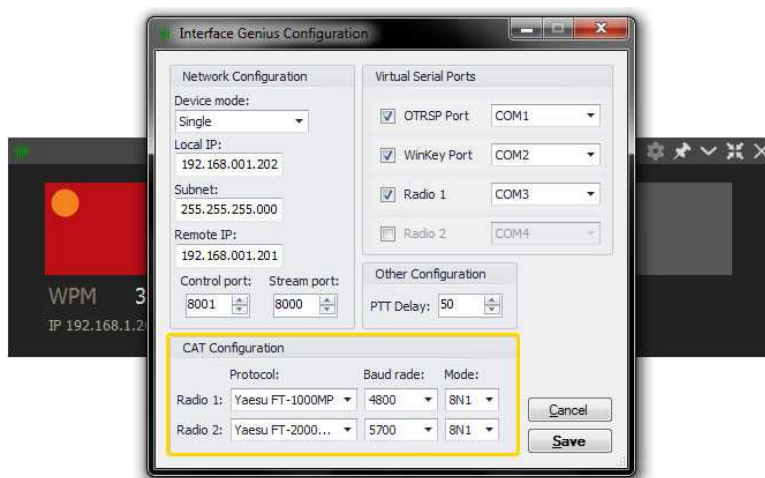 Interface Genius Configuration
Network Configuration
Device mode:
Single
Local IP:
192.168.001.202
Subnet:
255.255.255.000
Remote IP:
192.168.001.201
Control port: Stream port:
8001 8000
Virtual Serial Ports
OTRSP Port COM1
WinKey Port COM2
Radio 1 COM3
Radio 2 COM4
Other Configuration
PTT Delay: 50
CAT Configuration
Protocol: Baud rade: Mode:
Radio 1: Yaesu FT-1000MP 4800 8N1
Radio 2: Yaesu FT-2000... 5700 8N1
Cancel
Save
WPM 3
IP 192.168.1.2